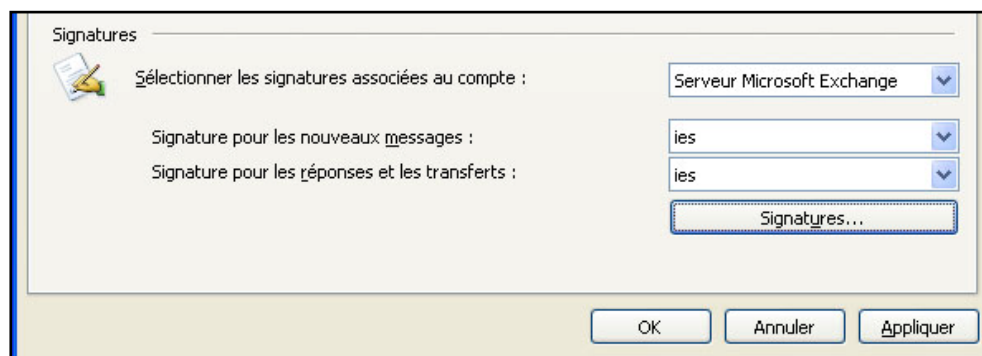 Signatures
Sélectionner les signatures associées au compte : Serveur Microsoft Exchange
Signature pour les nouveaux messages : ies
Signature pour les réponses et les transferts : ies
Signatures...
OK Annuler Appliquer